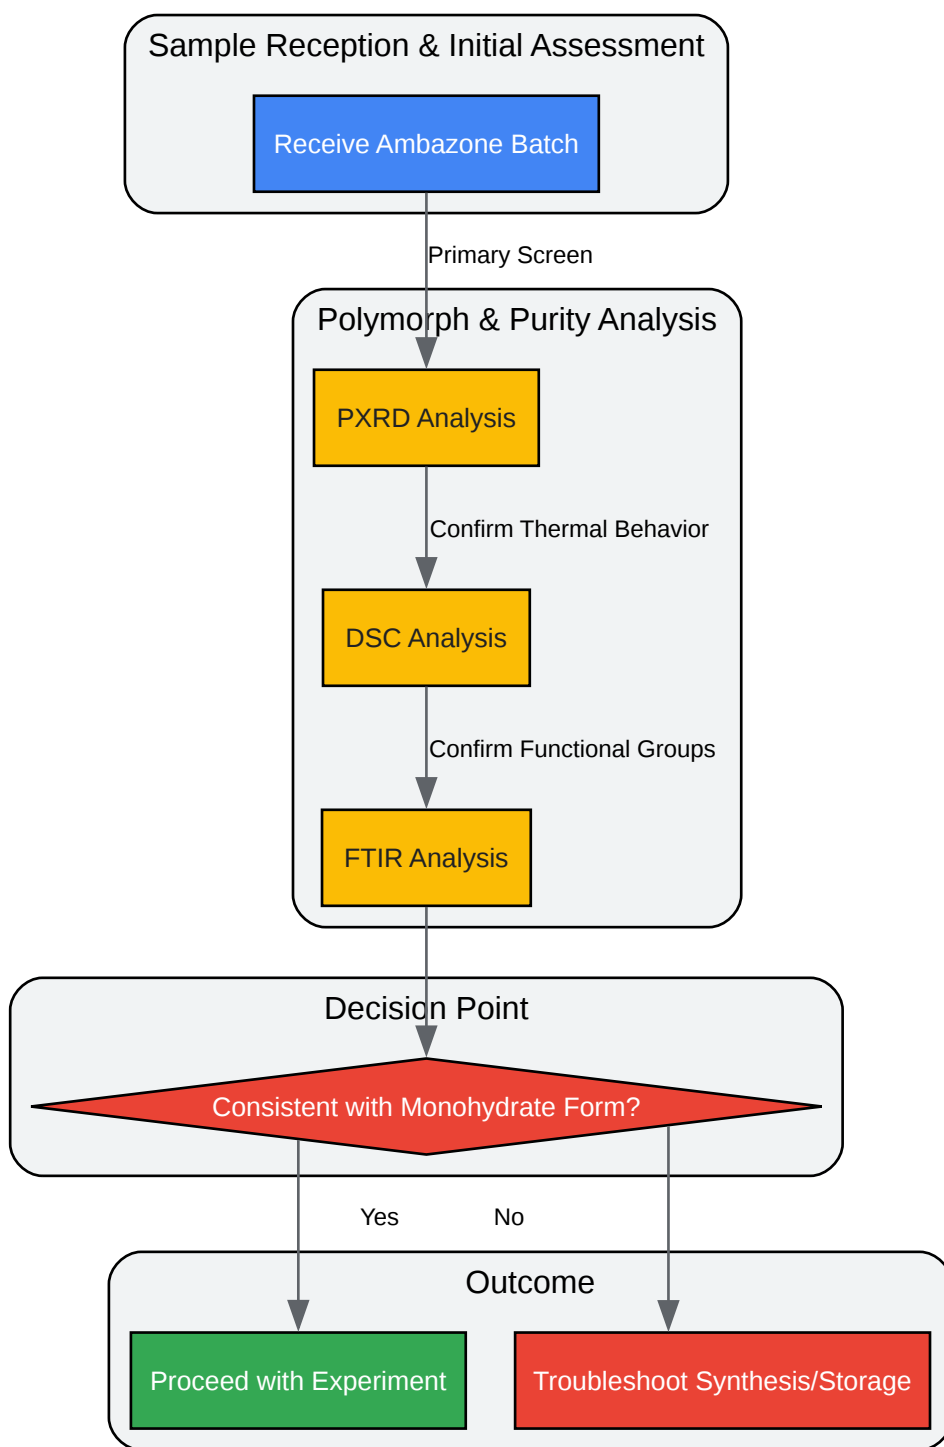 Sample Reception & Initial Assessment
Receive Ambazone Batch
Primary Screen
Polymorph & Purity Analysis
PXRD Analysis
Confirm Thermal Behavior
DSC Analysis
Confirm Functional Groups
FTIR Analysis
Decision Point
Consistent with Monohydrate Form?
Yes
No
Outcome
Proceed with Experiment
Troubleshoot Synthesis/Storage